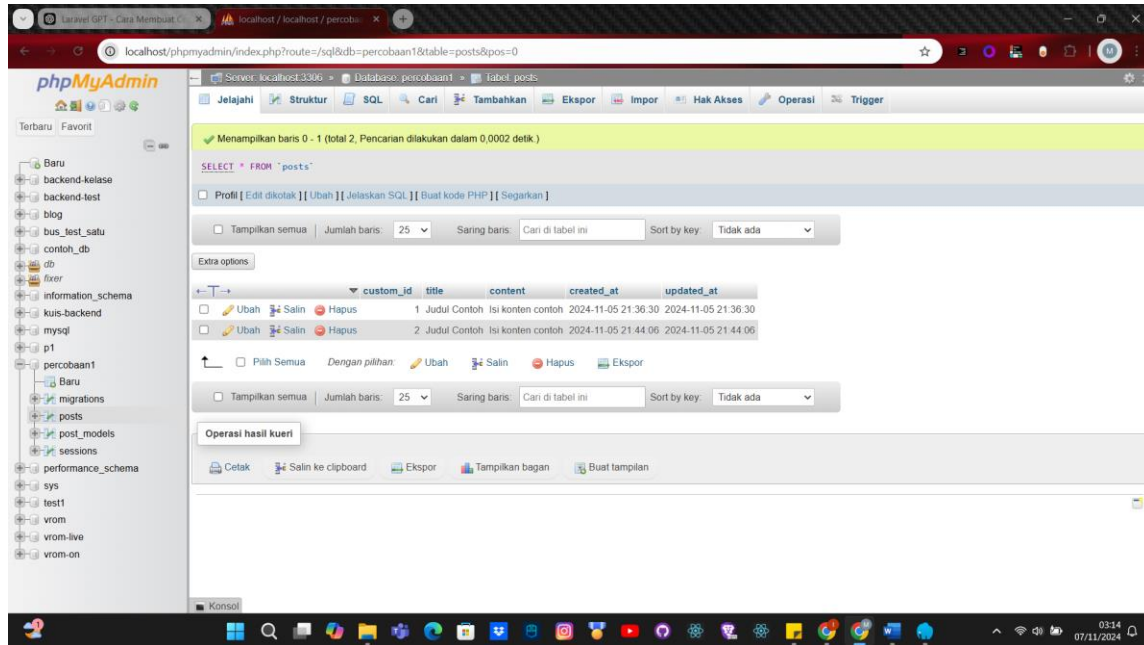 Laravel GPT - Cara Membuat C
localhost / localhost / percobaa
localhost/phpmyadmin/index.php?route=/sql&db=percobaan1&table=posts&pos=0
M
phpMyAdmin
Terbaru Favorit
Baru
backend-kelase
backend-test
blog
bus_test_satu
contoh_db
db
fixer
information_schema
kuis-backend
mysql
p1
percobaan1
Baru
migrations
posts
post_models
sessions
performance_schema
sys
test1
vrom
vrom-live
vrom-on
Server: localhost:3306 » Database: percobaan1 » Tabel: posts
Jelajahi Struktur SQL Cari Tambahkan Ekspor Impor Hak Akses Operasi Trigger
Menampilkan baris 0 - 1 (total 2, Pencarian dilakukan dalam 0,0002 detik.)
SELECT * FROM `posts`
Profil [ Edit dikotak ] [ Ubah ] [ Jelaskan SQL ] [ Buat kode PHP ] [ Segarkan ]
Tampilkan semua Jumlah baris: 25 Saring baris: Cari di tabel ini Sort by key: Tidak ada
Extra options
←T→ custom_id title content created_at updated_at
Ubah Salin Hapus 1 Judul Contoh Isi konten contoh 2024-11-05 21:36:30 2024-11-05 21:36:30
Ubah Salin Hapus 2 Judul Contoh Isi konten contoh 2024-11-05 21:44:06 2024-11-05 21:44:06
Pilih Semua Dengan pilihan: Ubah Salin Hapus Ekspor
Tampilkan semua Jumlah baris: 25 Saring baris: Cari di tabel ini Sort by key: Tidak ada
Operasi hasil kueri
Cetak Salin ke clipboard Ekspor Tampilkan bagan Buat tampilan
Konsol
03:14
07/11/2024